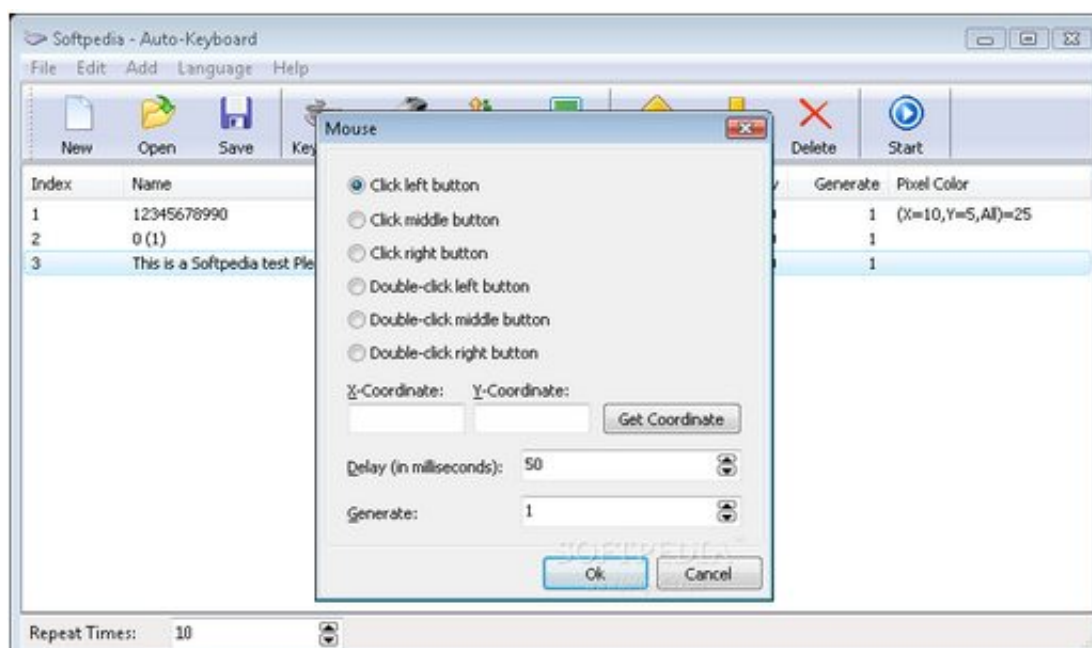 Softpedia - Auto-Keyboard
File Edit Add Language Help
New Open Save Delete Start
Mouse
Index Name Generate Pixel Color
1 12345678990 1 (X=10,Y=5,All)=25
2 0 (1) 1
3 This is a Softpedia test 1
Click left button
Click middle button
Click right button
Double-click left button
Double-click middle button
Double-click right button
X-Coordinate: Y-Coordinate:
Get Coordinate
Delay (in milliseconds): 50
Generate: 1
SOFTPEDIA
Ok Cancel
Repeat Times: 10